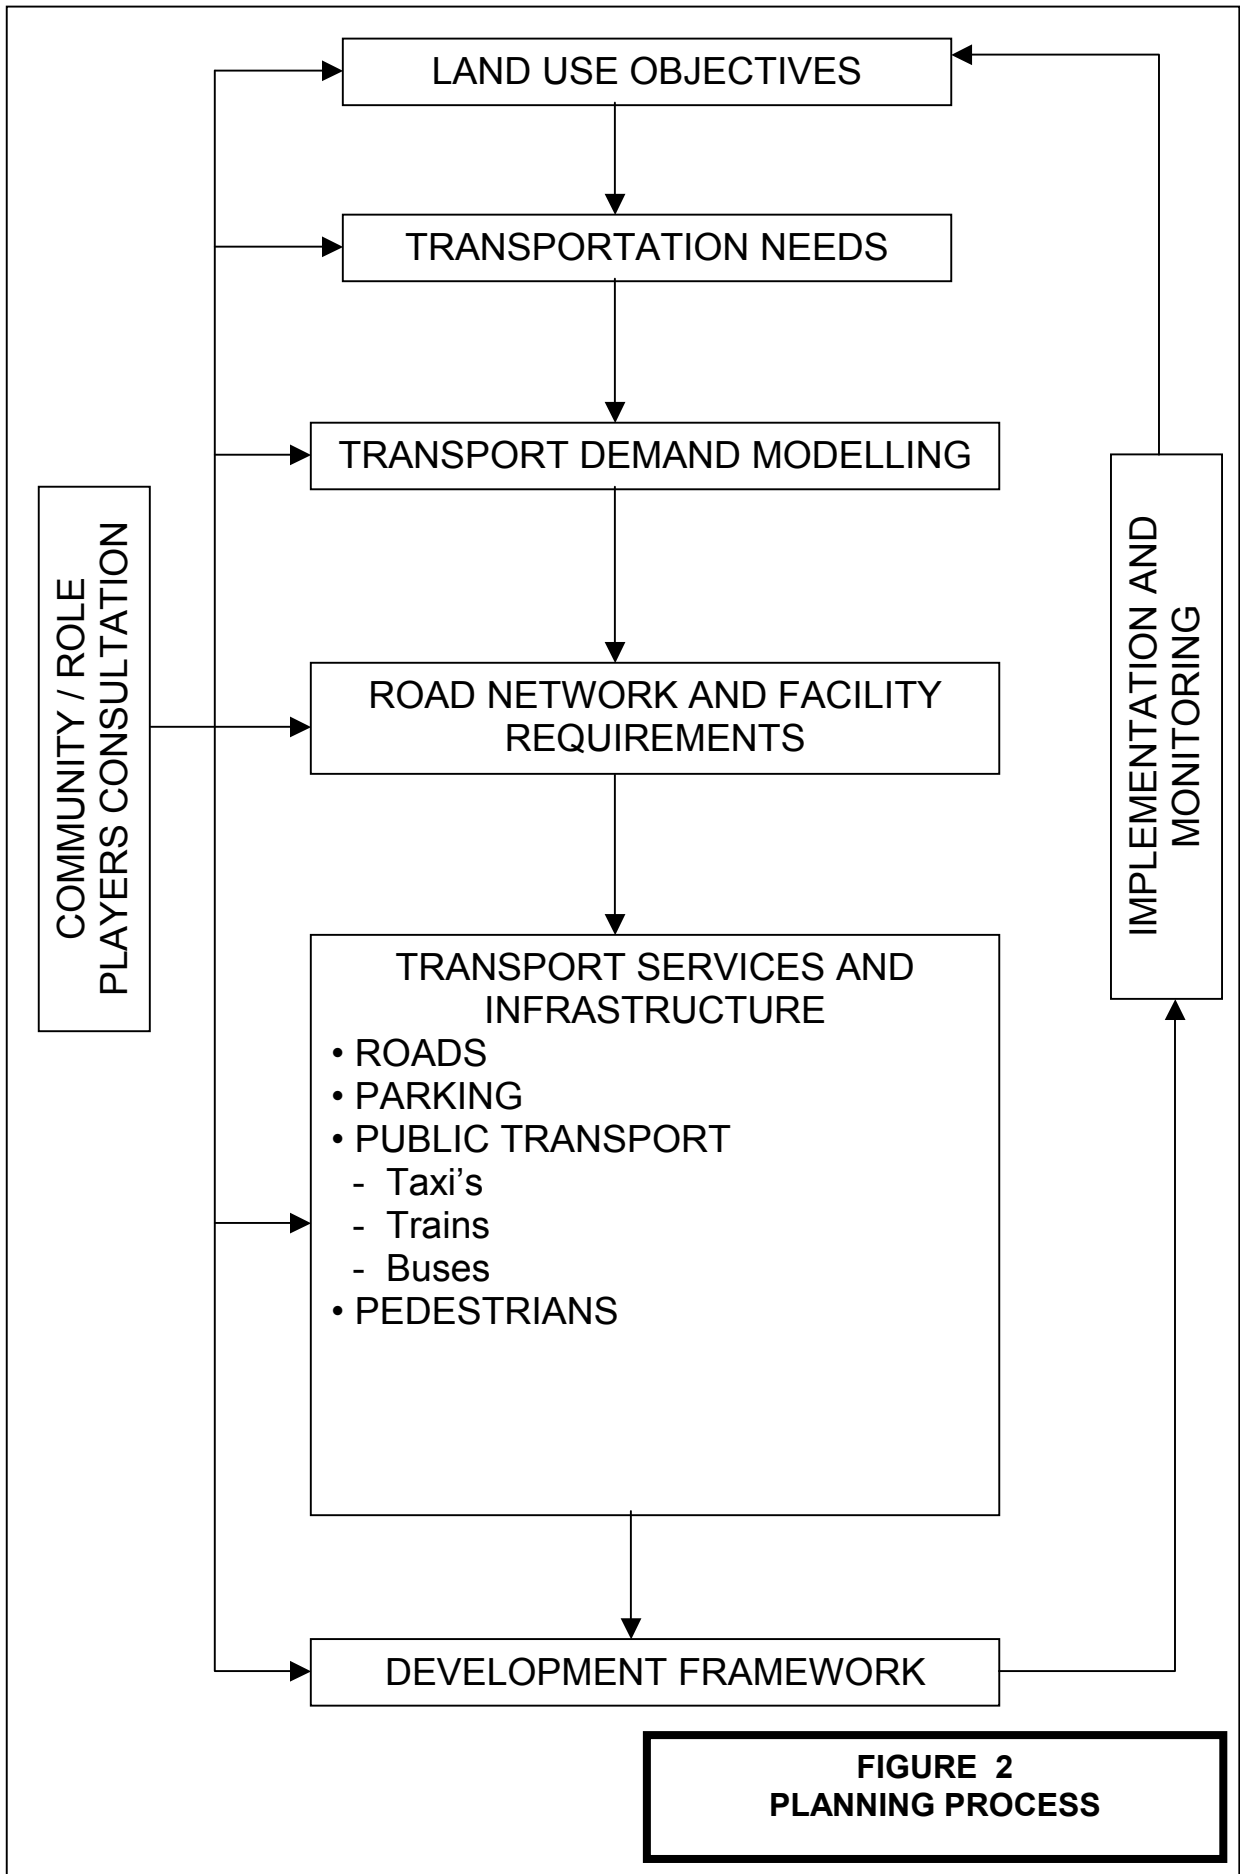 LAND USE OBJECTIVES
TRANSPORTATION NEEDS
TRANSPORT DEMAND MODELLING
COMMUNITY / ROLE
PLAYERS CONSULTATION
IMPLEMENTATION AND
MONITORING
ROAD NETWORK AND FACILITY
REQUIREMENTS
TRANSPORT SERVICES AND
INFRASTRUCTURE
• ROADS
• PARKING
• PUBLIC TRANSPORT
- Taxi’s
- Trains
- Buses
• PEDESTRIANS
DEVELOPMENT FRAMEWORK
FIGURE 2
PLANNING PROCESS